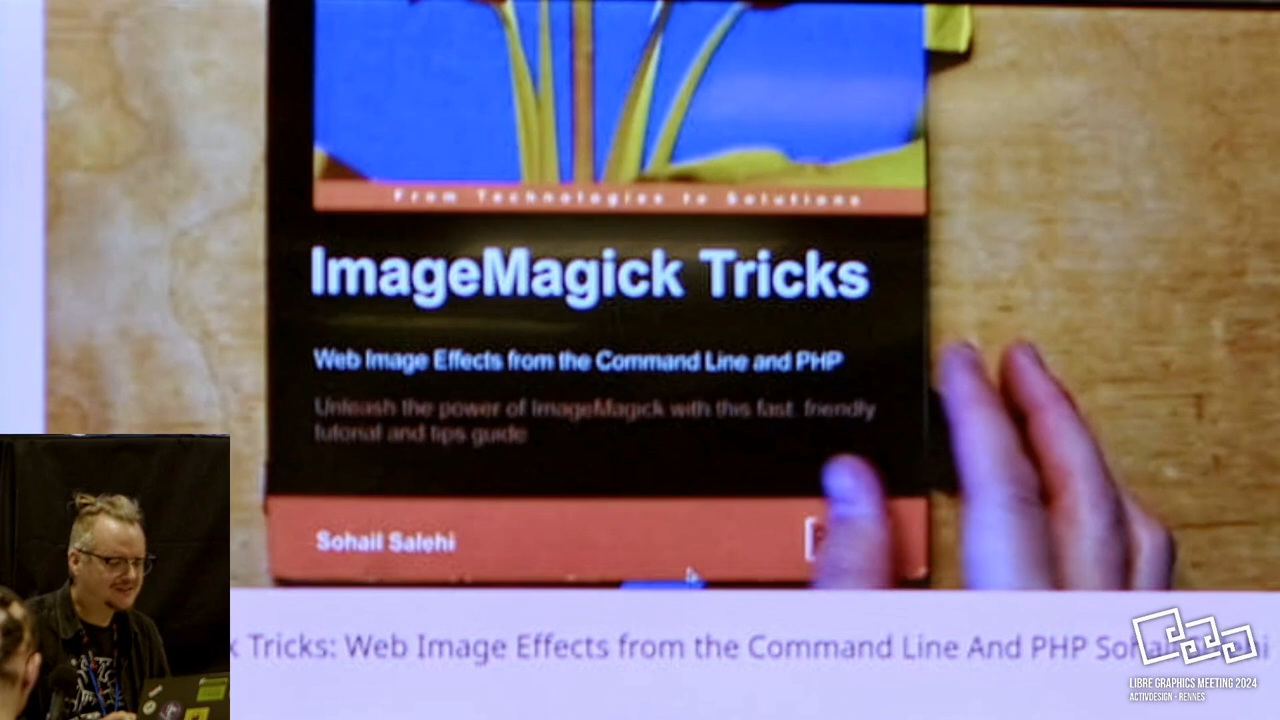 From Technologies to Solutions
ImageMagick Tricks
Web Image Effects from the Command Line and PHP
Unleash the power of ImageMagick with this fast, friendly
tutorial and tips guide
Sohail Salehi
Tricks: Web Image Effects from the Command Line And PHP
LIBRE GRAPHICS MEETING 2024
ACTIVDESIGN - RENNES